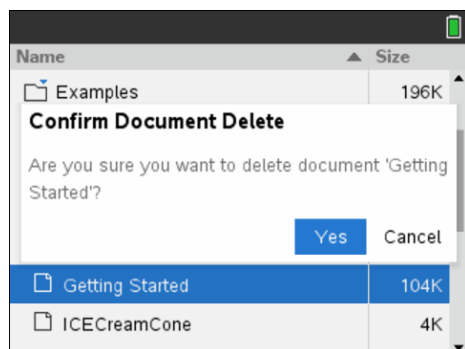 Name Size
Examples 196K
Confirm Document Delete
Are you sure you want to delete document 'Getting
Started'?
Yes Cancel
Getting Started 104K
ICECreamCone 4K